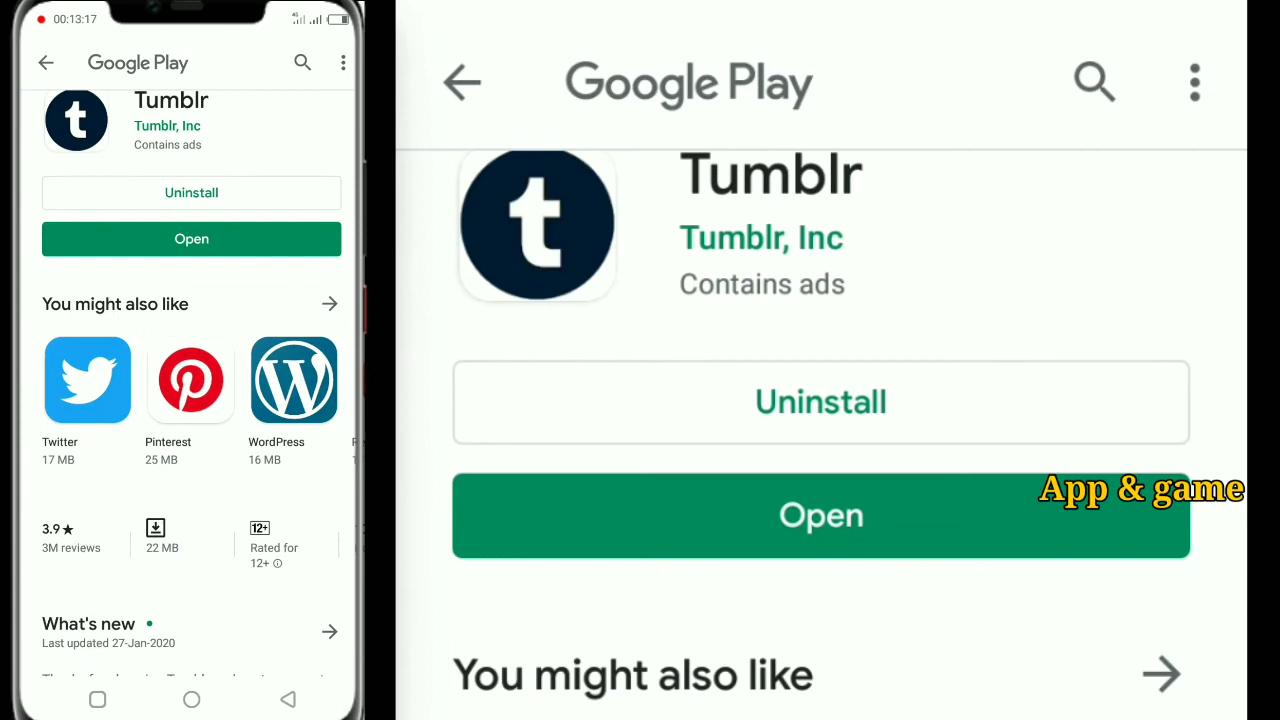 00:13:17
Google Play
Tumblr
Tumblr, Inc
Contains ads
Uninstall
Open
You might also like
Twitter
17 MB
Pinterest
25 MB
WordPress
16 MB
3.9★
3M reviews
22 MB
12+
Rated for
12+
What's new
Last updated 27-Jan-2020
Google Play
Tumblr
Tumblr, Inc
Contains ads
Uninstall
Open
App & game
You might also like